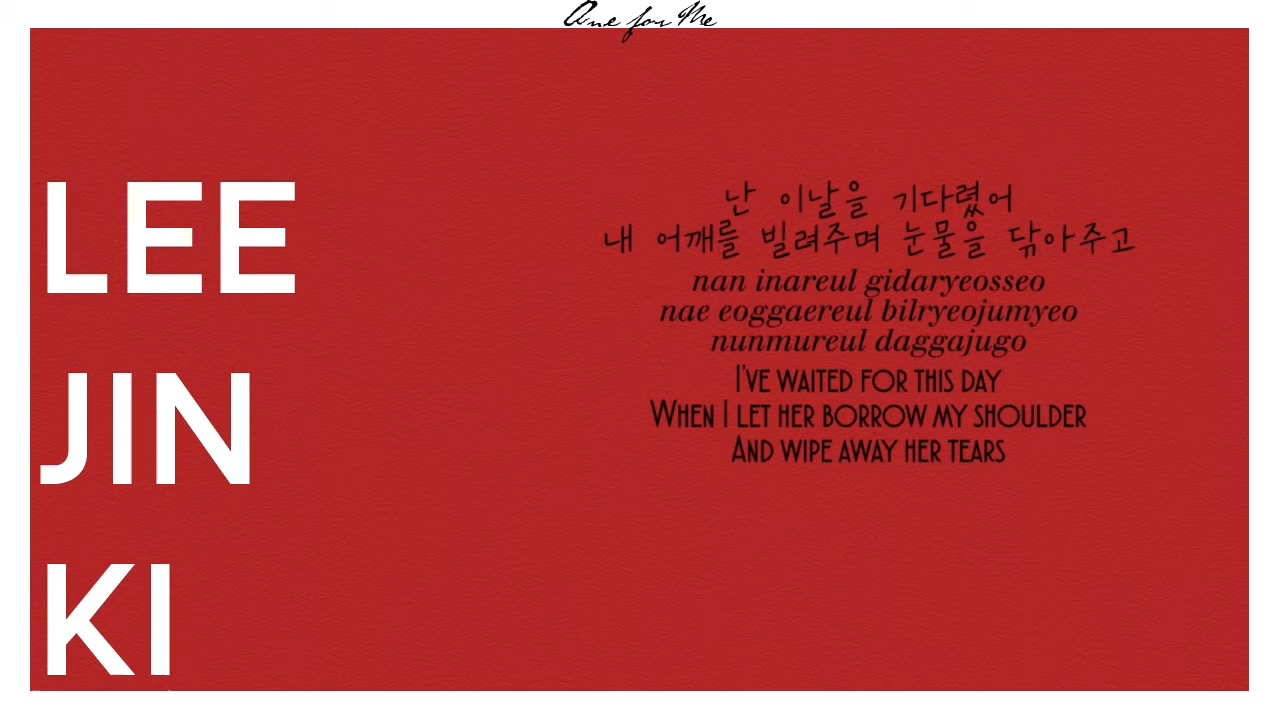 One for Me
LEE
JIN
KI
난 이날을 기다렸어
내 어깨를 빌려주며 눈물을 닦아주고
nan inareul gidaryeosseo
nae eoggaereul bilryeojumyeo
nunmureul daggajugo
I'VE WAITED FOR THIS DAY
WHEN I LET HER BORROW MY SHOULDER
AND WIPE AWAY HER TEARS